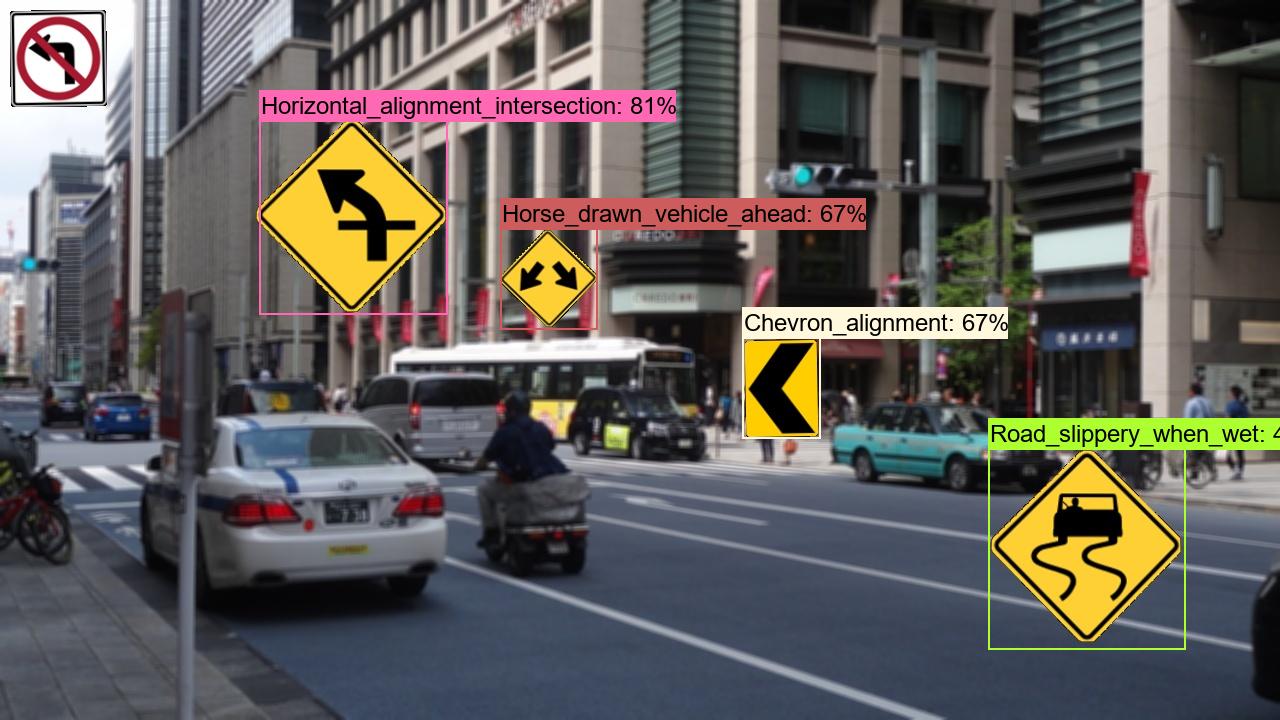 Horizontal_alignment_intersection: 81%
Horse_drawn_vehicle_ahead: 67%
Chevron_alignment: 67%
Road_slippery_when_wet: 4